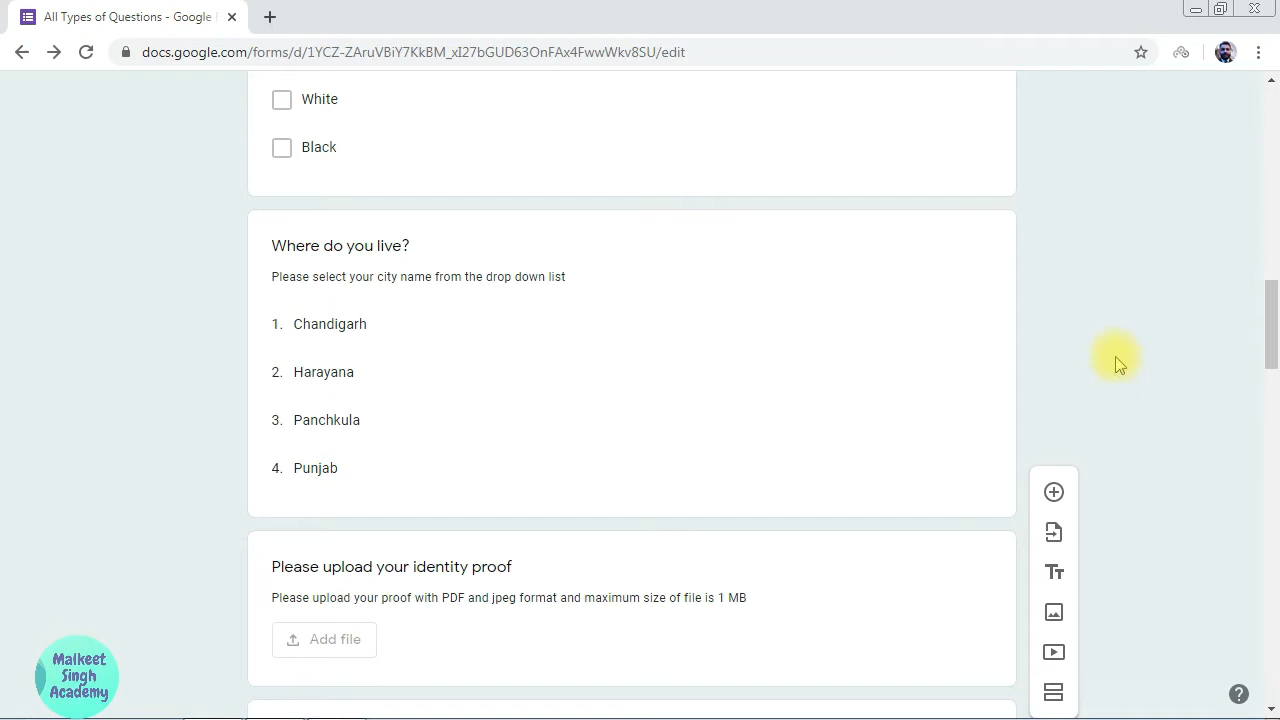 All Types of Questions - Google
docs.google.com/forms/d/1YCZ-ZAruVBiY7KkBM_xI27bGUD63OnFAx4FwwWkv8SU/edit
White
Black
Where do you live?
Please select your city name from the drop down list
1. Chandigarh
2. Harayana
3. Panchkula
4. Punjab
Please upload your identity proof
Please upload your proof with PDF and jpeg format and maximum size of file is 1 MB
Add file
Tт
Malkeet
Singh
Academy